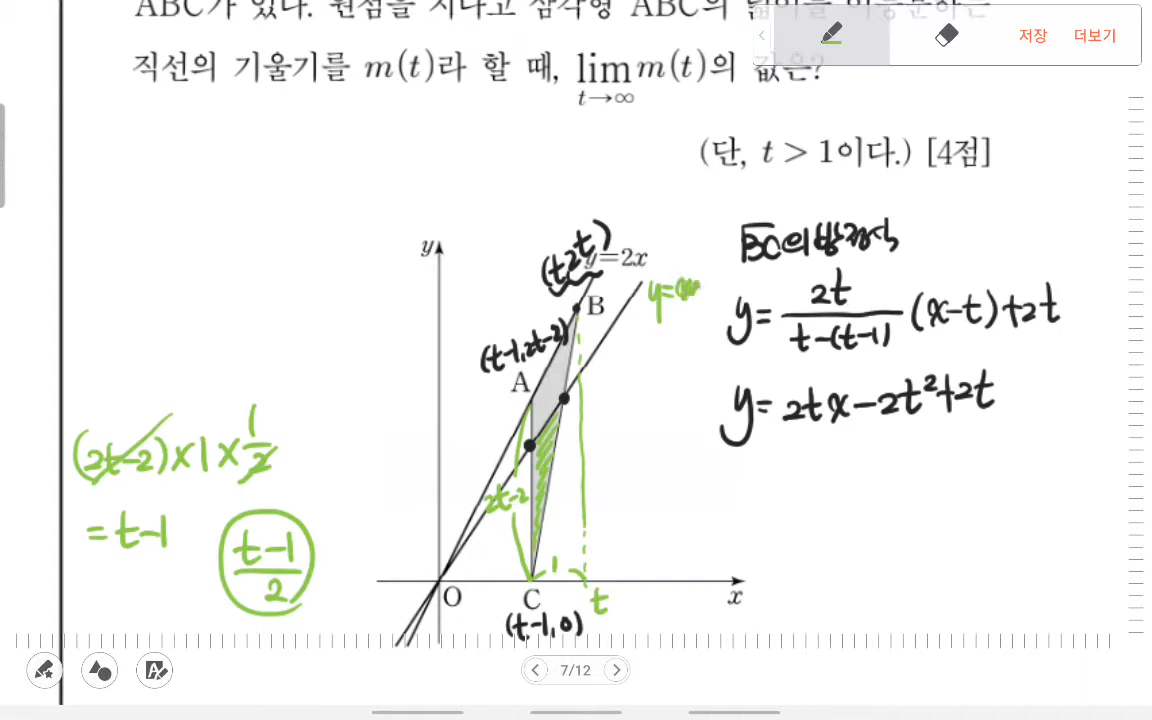 ABC가 있다. 원점을 지나고 삼각형 ABC의 넓이를 이등분하는
직선의 기울기를 m(t)라 할 때, lim m(t)의 값은?
t→∞
저장 더보기
(단, t > 1이다.) [4점]
y
(t, 2t)
y=2x
B
y=
(t-1, 2t-2)
A
2t-2
1
O
C
t
x
(t-1, 0)
BC의 방정식
y= 2t/(t-(t-1)) (x-t)+2t
y= 2tx-2t²+2t
(2t-2)×1×1/2
=t-1
(t-1)/2
7/12